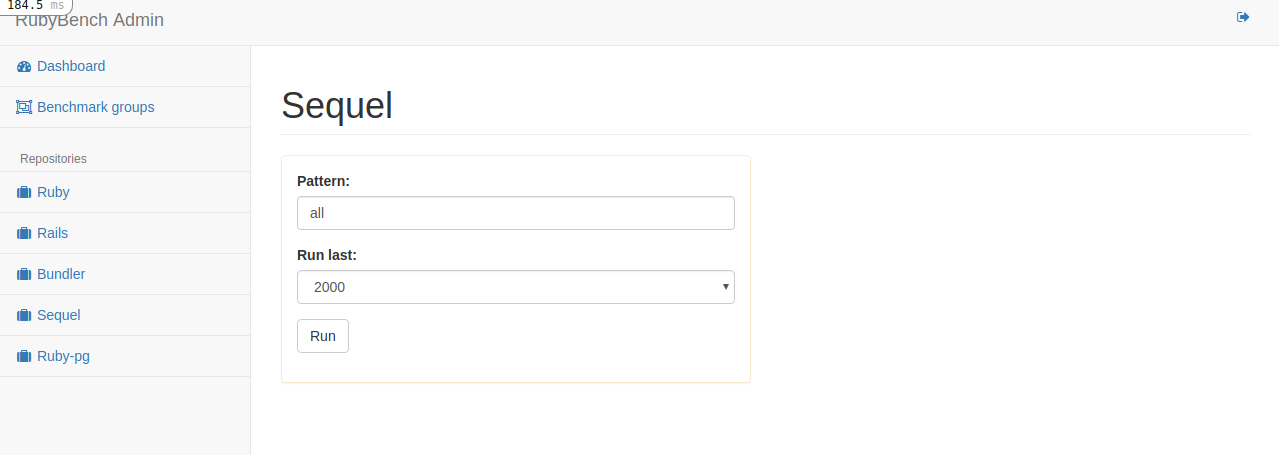 184.5 ms
RubyBench Admin
Dashboard
Benchmark groups
Repositories
Ruby
Rails
Bundler
Sequel
Ruby-pg
Sequel
Pattern:
all
Run last:
2000
Run